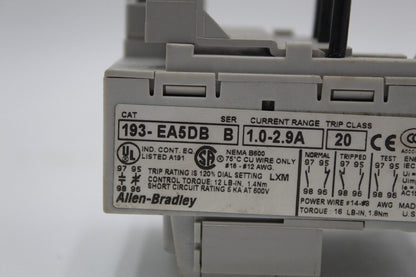 CAT SER CURRENT RANGE TRIP CLASS
193- EA5DB B 1.0-2.9A 20 CE
UL IND. CONT. EQ NEMA B600 NORMAL TRIPPED TEST
LISTED A191 75°C CU WIRE ONLY 97 95 97 95 97 95
#16 - #12 AWG
97 95 TRIP RATING IS 120% DIAL SETTING
CONTROL TORQUE: 12 LB-IN, 1.4Nm LXM
98 96 SHORT CIRCUIT RATING 5 KA AT 600V 98 96 98 96 98 96
Allen-Bradley POWER WIRE #14-#8 AWG
TORQUE 16 LB-IN, 1.8Nm